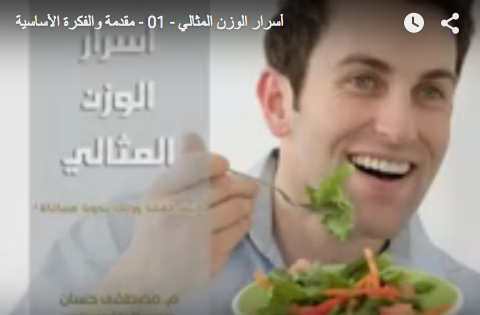 أسرار الوزن المثالي - 01 - مقدمة والفكرة الأساسية
أسرار
الوزن
المثالي
م. مصطفى حسان